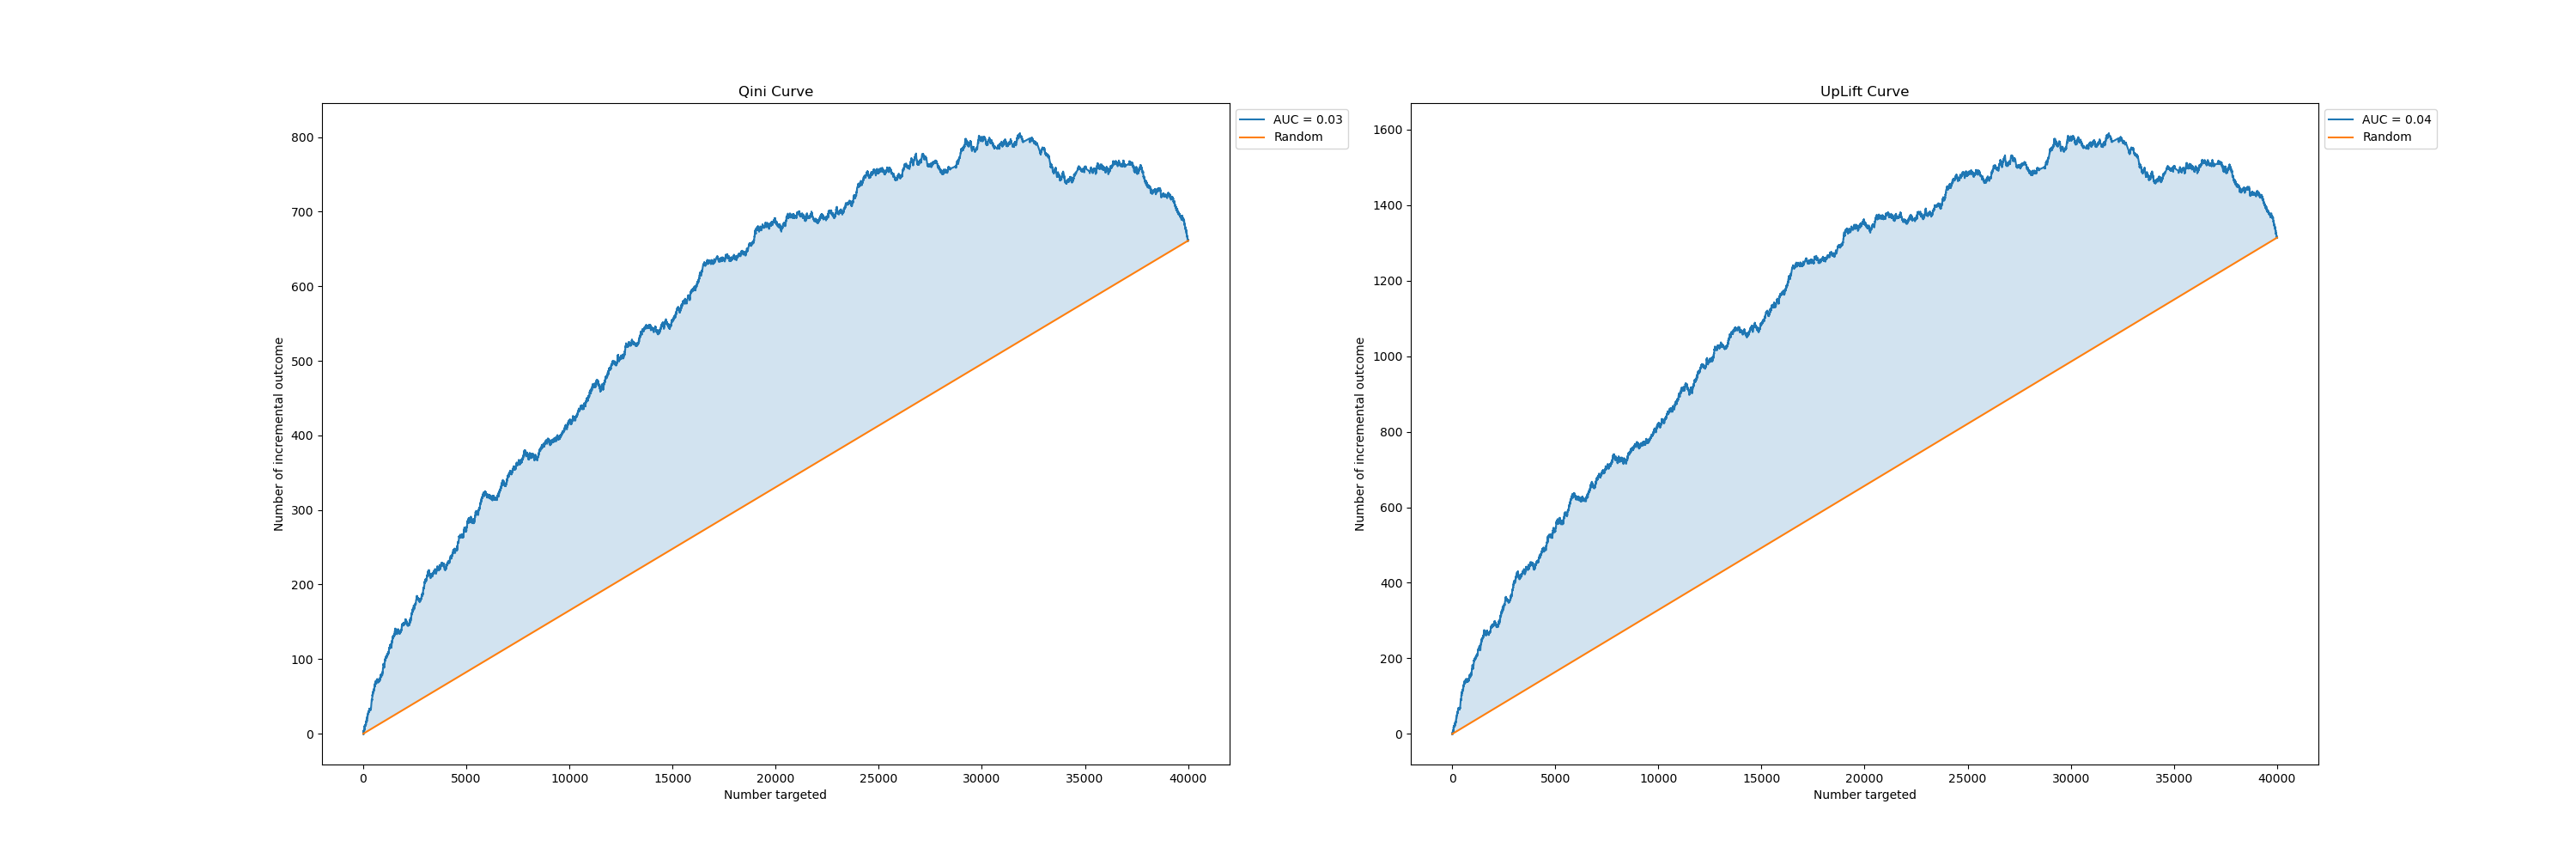 Qini Curve
800
700
600
500
400
300
200
100
0
Number of incremental outcome
0 5000 10000 15000 20000 25000 30000 35000 40000
Number targeted
AUC = 0.03
Random
UpLift Curve
1600
1400
1200
1000
800
600
400
200
0
Number of incremental outcome
0 5000 10000 15000 20000 25000 30000 35000 40000
Number targeted
AUC = 0.04
Random